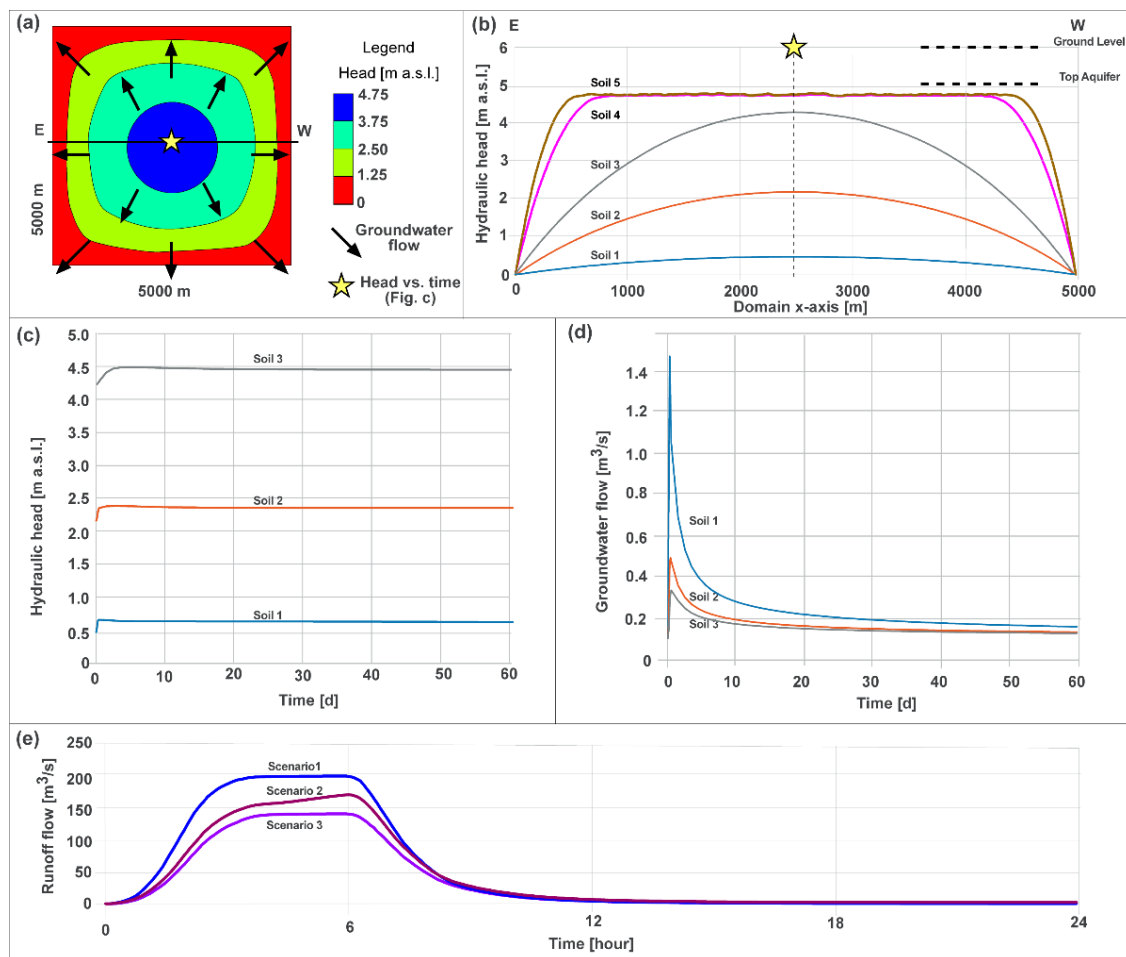 (a)
Legend
Head [m a.s.l.]
4.75
3.75
2.50
1.25
0
E
W
5000 m
5000 m
Groundwater
flow
Head vs. time
(Fig. c)
(b)
E
W
Ground Level
Top Aquifer
Hydraulic head [m a.s.l.]
6
5
4
3
2
1
0
Soil 5
Soil 4
Soil 3
Soil 2
Soil 1
0 1000 2000 3000 4000 5000
Domain x-axis [m]
(c)
Hydraulic head [m a.s.l.]
5.0
4.5
4.0
3.5
3.0
2.5
2.0
1.5
1.0
0.5
0
Soil 3
Soil 2
Soil 1
0 10 20 30 40 50 60
Time [d]
(d)
Groundwater flow [m³/s]
1.4
1.2
1.0
0.8
0.6
0.4
0.2
0
Soil 1
Soil 2
Soil 3
0 10 20 30 40 50 60
Time [d]
(e)
Runoff flow [m³/s]
250
200
150
100
50
0
Scenario1
Scenario 2
Scenario 3
0 6 12 18 24
Time [hour]